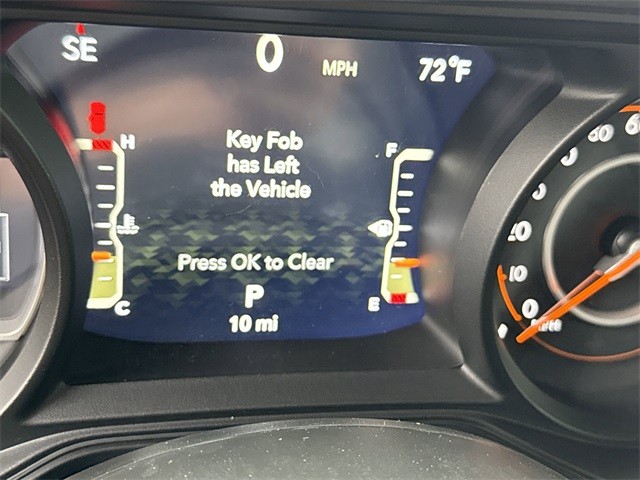 SE
0 MPH
72°F
H
F
Key Fob
has Left
the Vehicle
Press OK to Clear
C
P
E
10 mi
60
20
10
0